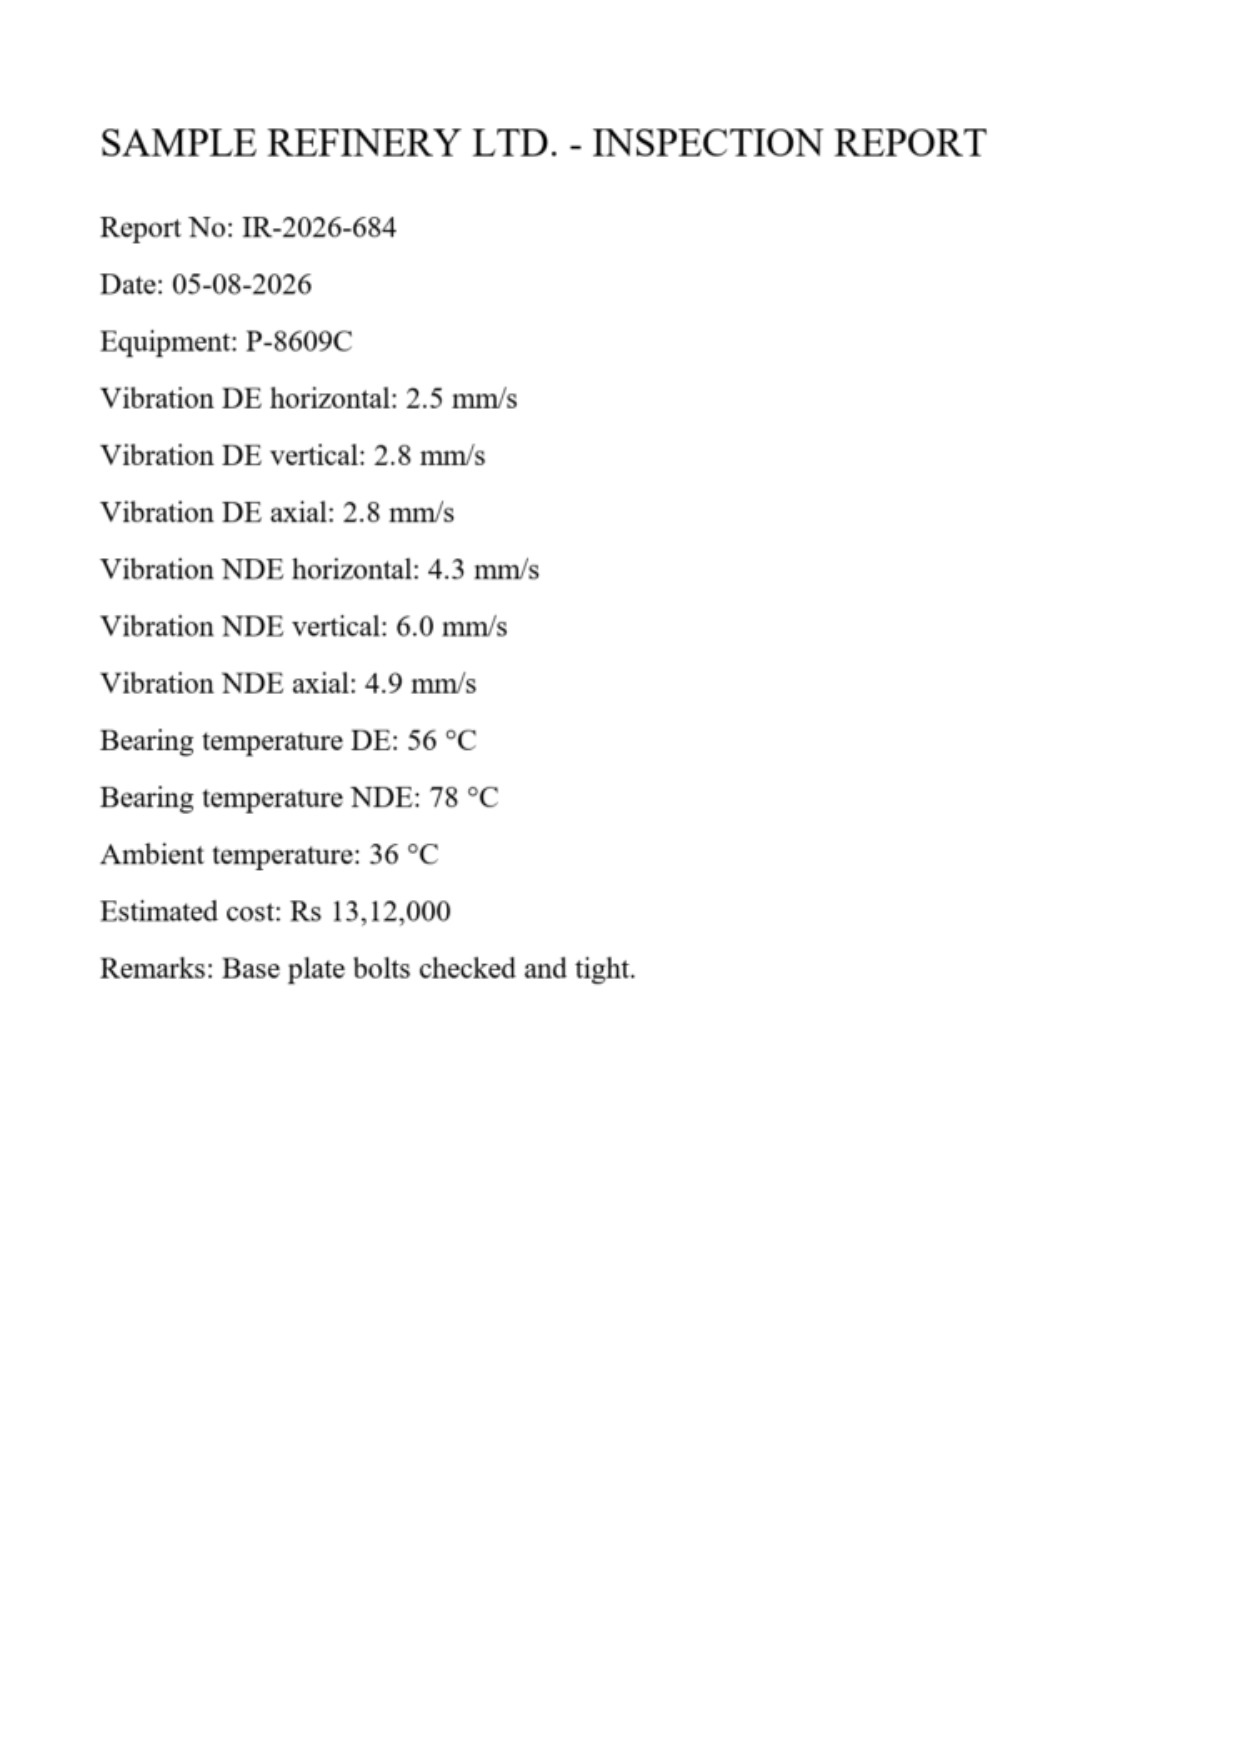 SAMPLE REFINERY LTD. - INSPECTION REPORT
Report No: IR-2026-684
Date: 05-08-2026
Equipment: P-8609C
Vibration DE horizontal: 2.5 mm/s
Vibration DE vertical: 2.8 mm/s
Vibration DE axial: 2.8 mm/s
Vibration NDE horizontal: 4.3 mm/s
Vibration NDE vertical: 6.0 mm/s
Vibration NDE axial: 4.9 mm/s
Bearing temperature DE: 56 °C
Bearing temperature NDE: 78 °C
Ambient temperature: 36 °C
Estimated cost: Rs 13,12,000
Remarks: Base plate bolts checked and tight.